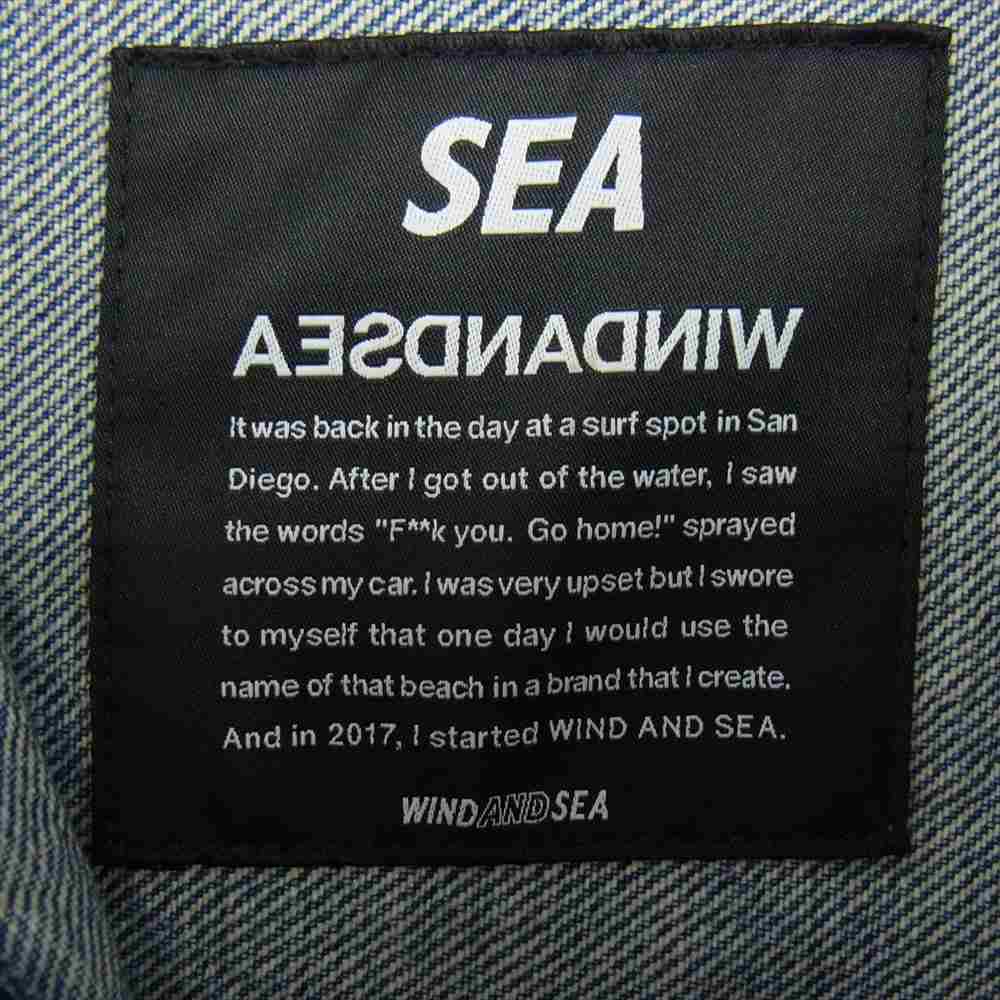 SEA
WINDANDSEA
It was back in the day at a surf spot in San
Diego. After I got out of the water, I saw
the words "F**k you. Go home!" sprayed
across my car. I was very upset but I swore
to myself that one day I would use the
name of that beach in a brand that I create.
And in 2017, I started WIND AND SEA.
WINDANDSEA